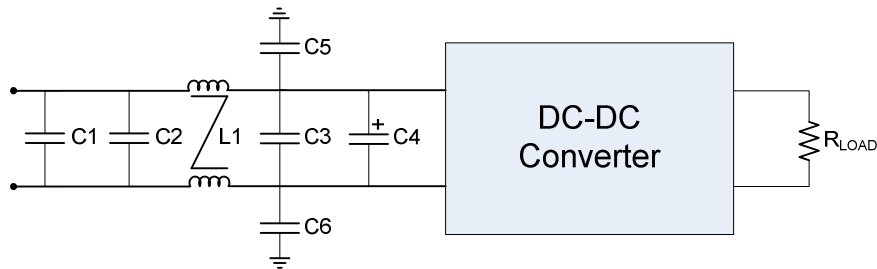 C5
C1
C2
L1
C3
+
C4
C6
DC-DC
Converter
RLOAD